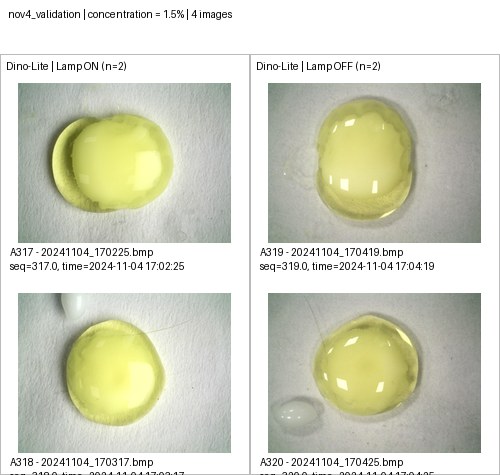 nov4_validation | concentration = 1.5% | 4 images
Dino-Lite | Lamp ON (n=2)
Dino-Lite | Lamp OFF (n=2)
A317 - 20241104_170225.bmp
seq=317.0, time=2024-11-04 17:02:25
A319 - 20241104_170419.bmp
seq=319.0, time=2024-11-04 17:04:19
A318 - 20241104_170317.bmp
A320 - 20241104_170425.bmp